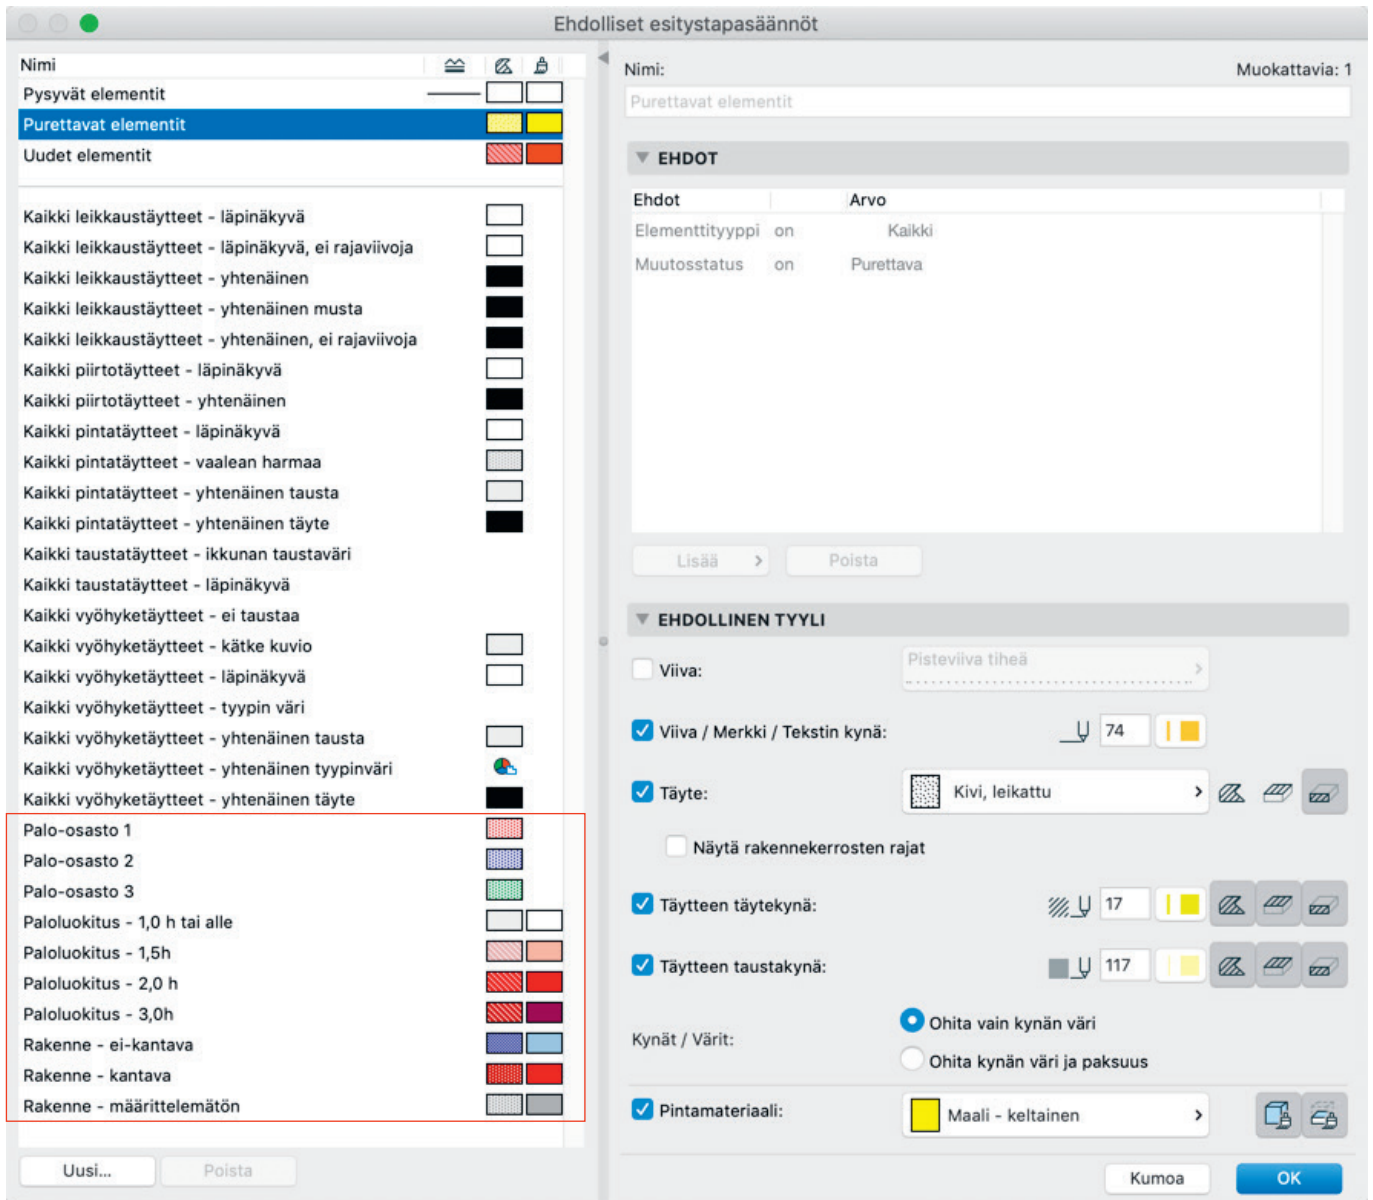 Ehdolliset esitystapasäännöt
Nimi
Pysyvät elementit
Purettavat elementit
Uudet elementit
Kaikki leikkaustäytteet - läpinäkyvä
Kaikki leikkaustäytteet - läpinäkyvä, ei rajaviivoja
Kaikki leikkaustäytteet - yhtenäinen
Kaikki leikkaustäytteet - yhtenäinen musta
Kaikki leikkaustäytteet - yhtenäinen, ei rajaviivoja
Kaikki piirtotäytteet - läpinäkyvä
Kaikki piirtotäytteet - yhtenäinen
Kaikki pintatäytteet - läpinäkyvä
Kaikki pintatäytteet - vaalean harmaa
Kaikki pintatäytteet - yhtenäinen tausta
Kaikki pintatäytteet - yhtenäinen täyte
Kaikki taustatäytteet - ikkunan taustaväri
Kaikki taustatäytteet - läpinäkyvä
Kaikki vyöhyketäytteet - ei taustaa
Kaikki vyöhyketäytteet - kätke kuvio
Kaikki vyöhyketäytteet - läpinäkyvä
Kaikki vyöhyketäytteet - tyypin väri
Kaikki vyöhyketäytteet - yhtenäinen tausta
Kaikki vyöhyketäytteet - yhtenäinen tyypinväri
Kaikki vyöhyketäytteet - yhtenäinen täyte
Palo-osasto 1
Palo-osasto 2
Palo-osasto 3
Paloluokitus - 1,0 h tai alle
Paloluokitus - 1,5h
Paloluokitus - 2,0 h
Paloluokitus - 3,0h
Rakenne - ei-kantava
Rakenne - kantava
Rakenne - määrittelemätön
Uusi... Poista
Nimi: Muokattavia: 1
Purettavat elementit
EHDOT
Ehdot Arvo
Elementtityyppi on Kaikki
Muutosstatus on Purettava
Lisää Poista
EHDOLLINEN TYYLI
Viiva: Pisteviiva tiheä
Viiva / Merkki / Tekstin kynä: 74
Täyte: Kivi, leikattu
Näytä rakennekerrosten rajat
Täytteen täytekynä: 17
Täytteen taustakynä: 117
Kynät / Värit: Ohita vain kynän väri
Ohita kynän väri ja paksuus
Pintamateriaali: Maali - keltainen
Kumoa OK